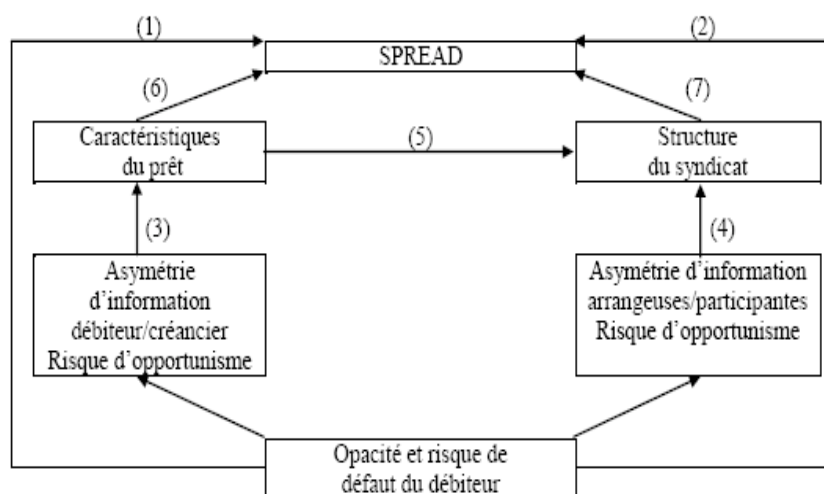 (1)
(2)
SPREAD
(6)
(7)
Caractéristiques
du prêt
(5)
Structure
du syndicat
(3)
(4)
Asymétrie
d’information
débiteur/créancier
Risque d’opportunisme
Asymétrie d’information
arrangeuses/participantes
Risque d’opportunisme
Opacité et risque de
défaut du débiteur